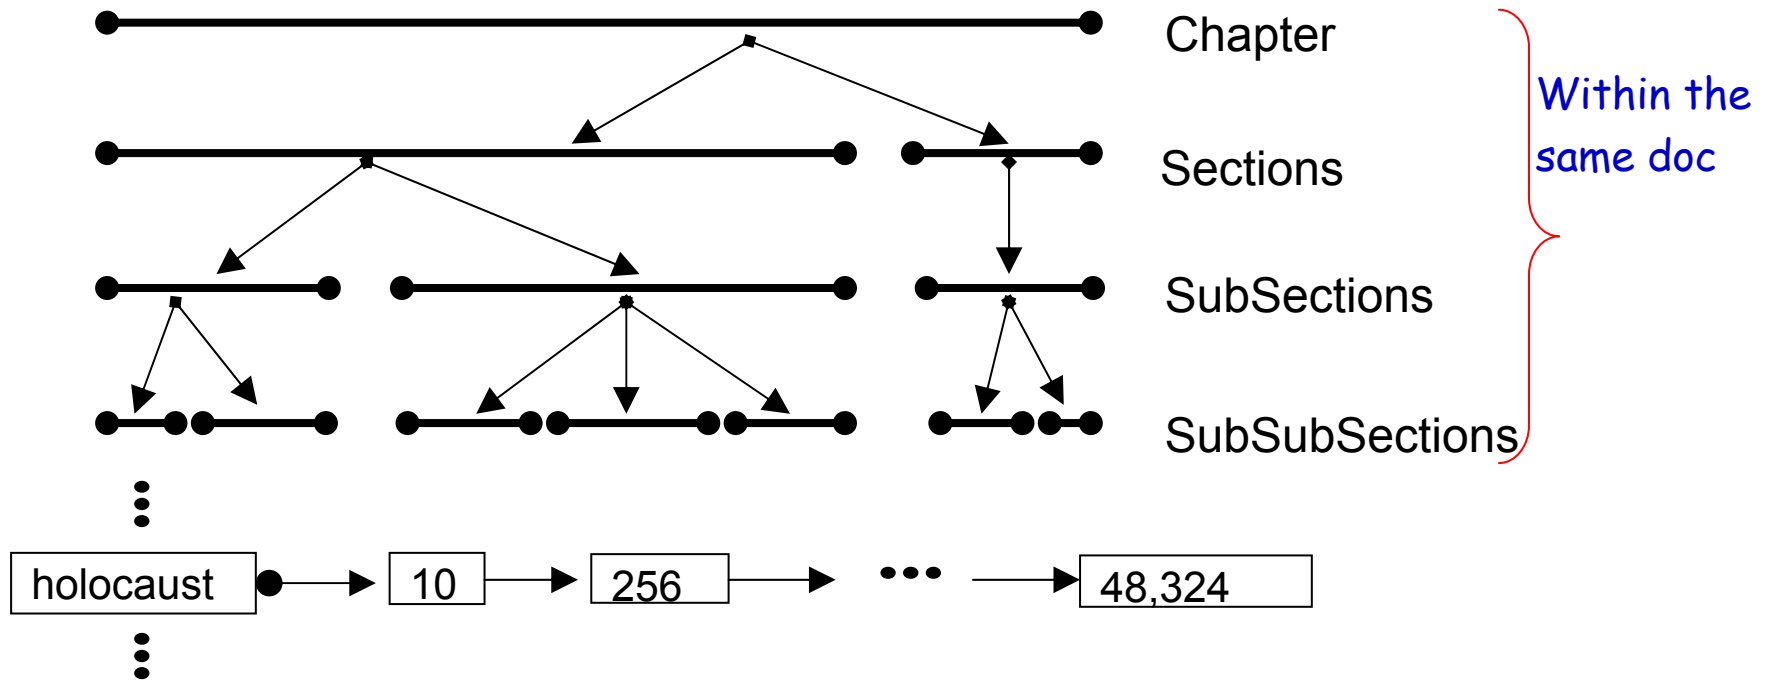 Chapter
Within the
same doc
Sections
SubSections
SubSubSections
holocaust 10 256 48,324